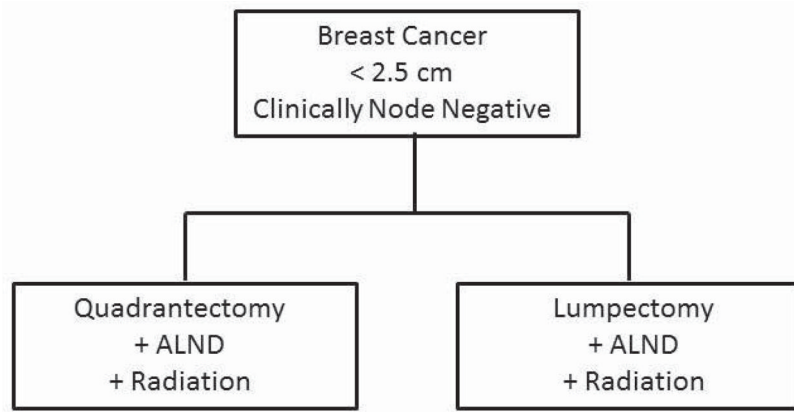 Breast Cancer
< 2.5 cm
Clinically Node Negative
Quadrantectomy
+ ALND
+ Radiation
Lumpectomy
+ ALND
+ Radiation